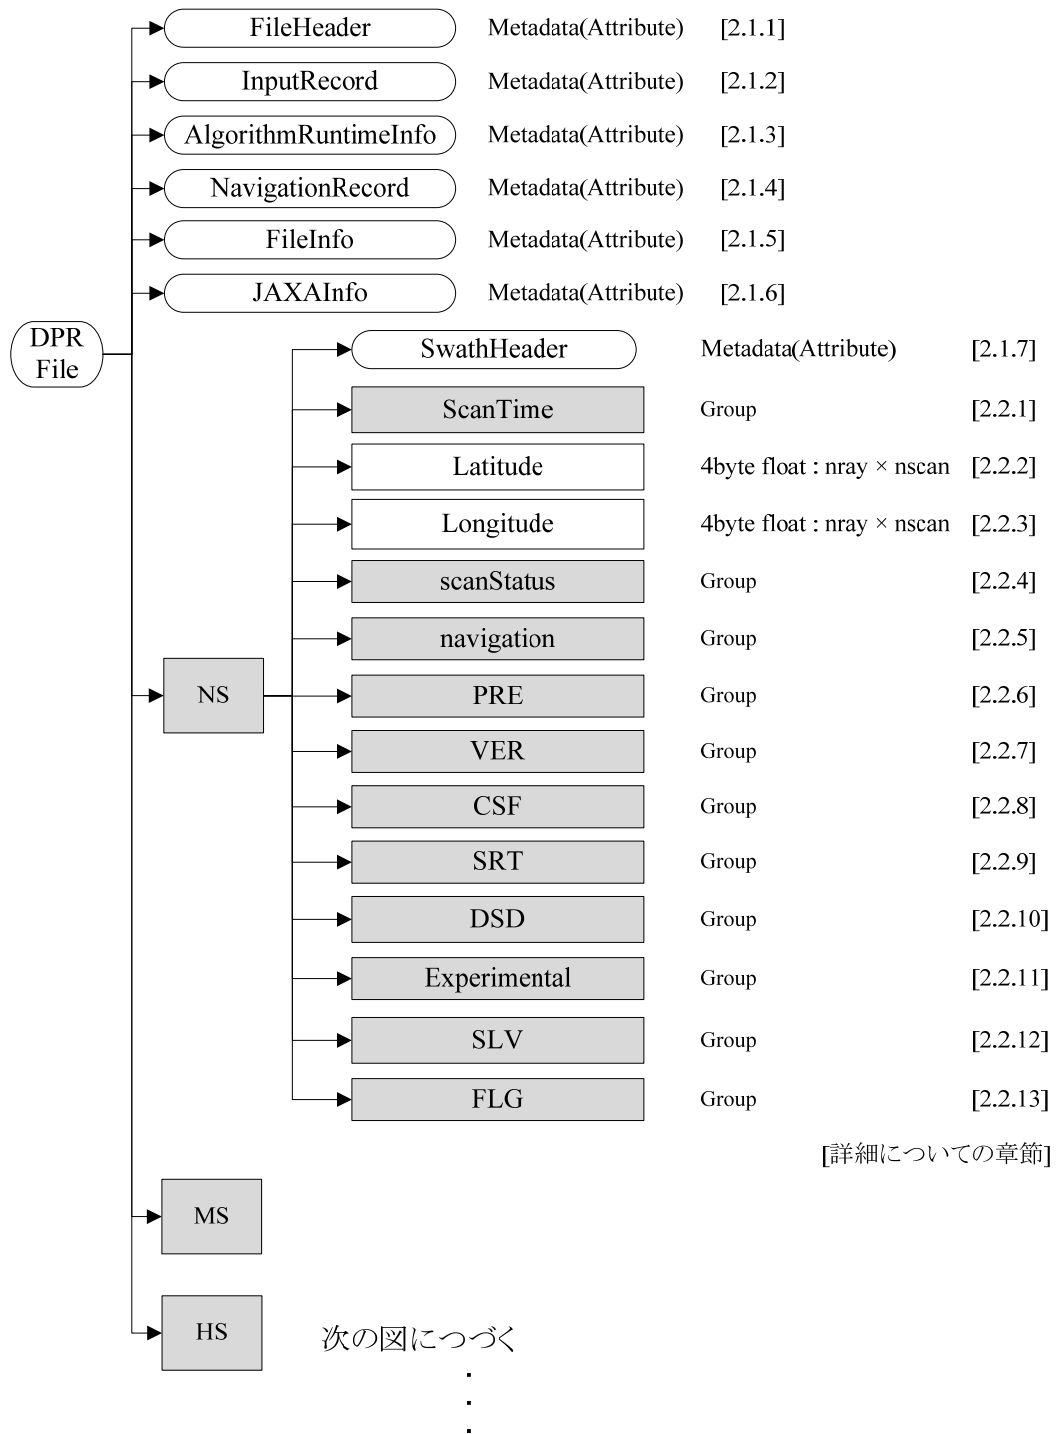 FileHeader Metadata(Attribute) [2.1.1]
InputRecord Metadata(Attribute) [2.1.2]
AlgorithmRuntimeInfo Metadata(Attribute) [2.1.3]
NavigationRecord Metadata(Attribute) [2.1.4]
FileInfo Metadata(Attribute) [2.1.5]
JAXAInfo Metadata(Attribute) [2.1.6]
DPR
File
SwathHeader Metadata(Attribute) [2.1.7]
ScanTime Group [2.2.1]
Latitude 4byte float : nray × nscan [2.2.2]
Longitude 4byte float : nray × nscan [2.2.3]
scanStatus Group [2.2.4]
navigation Group [2.2.5]
NS
PRE Group [2.2.6]
VER Group [2.2.7]
CSF Group [2.2.8]
SRT Group [2.2.9]
DSD Group [2.2.10]
Experimental Group [2.2.11]
SLV Group [2.2.12]
FLG Group [2.2.13]
[詳細についての章節]
MS
HS
次の図につづく